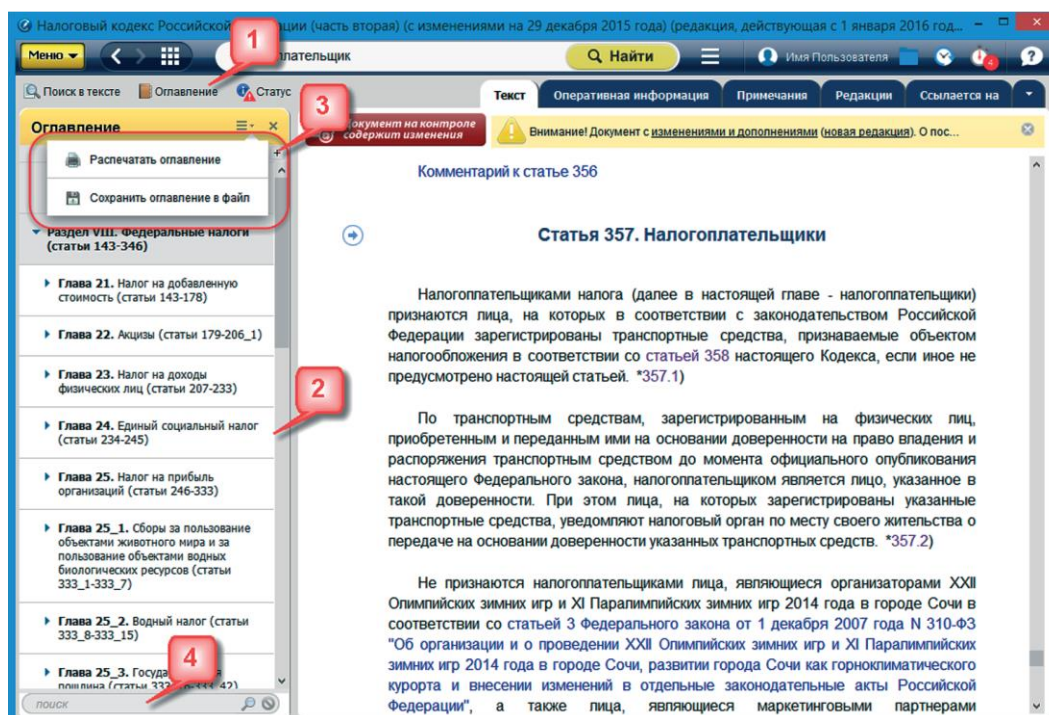 Налоговый кодекс Российской ции (часть вторая) (с изменениями на 29 декабря 2015 года) (редакция, действующая с 1 января 2016 год...
1
Меню
плательщик
Найти
Имя Пользователя
4
?
Поиск в тексте
Оглавление
Статус
3
Текст
Оперативная информация
Примечания
Редакции
Ссылается на
Оглавление
документ на контроле
содержит изменения
Внимание! Документ с изменениями и дополнениями (новая редакция). О пос...
Распечатать оглавление
Сохранить оглавление в файл
Раздел VIII. Федеральные налоги
(статьи 143-346)
Глава 21. Налог на добавленную
стоимость (статьи 143-178)
Глава 22. Акцизы (статьи 179-206_1)
Глава 23. Налог на доходы
физических лиц (статьи 207-233)
2
Глава 24. Единый социальный налог
(статьи 234-245)
Глава 25. Налог на прибыль
организаций (статьи 246-333)
Глава 25_1. Сборы за пользование
объектами животного мира и за
пользование объектами водных
биологических ресурсов (статьи
333_1-333_7)
Глава 25_2. Водный налог (статьи
333_8-333_15)
4
Глава 25_3. Госуда
пошлина (статьи 333 333_42)
поиск
Комментарий к статье 356
Статья 357. Налогоплательщики
Налогоплательщиками налога (далее в настоящей главе - налогоплательщики)
признаются лица, на которых в соответствии с законодательством Российской
Федерации зарегистрированы транспортные средства, признаваемые объектом
налогообложения в соответствии со статьей 358 настоящего Кодекса, если иное не
предусмотрено настоящей статьей. *357.1)
По транспортным средствам, зарегистрированным на физических лиц,
приобретенным и переданным ими на основании доверенности на право владения и
распоряжения транспортным средством до момента официального опубликования
настоящего Федерального закона, налогоплательщиком является лицо, указанное в
такой доверенности. При этом лица, на которых зарегистрированы указанные
транспортные средства, уведомляют налоговый орган по месту своего жительства о
передаче на основании доверенности указанных транспортных средств. *357.2)
Не признаются налогоплательщиками лица, являющиеся организаторами XXII
Олимпийских зимних игр и XI Паралимпийских зимних игр 2014 года в городе Сочи в
соответствии со статьей 3 Федерального закона от 1 декабря 2007 года N 310-ФЗ
"Об организации и о проведении XXII Олимпийских зимних игр и XI Паралимпийских
зимних игр 2014 года в городе Сочи, развитии города Сочи как горноклиматического
курорта и внесении изменений в отдельные законодательные акты Российской
Федерации", а также лица, являющиеся маркетинговыми партнерами